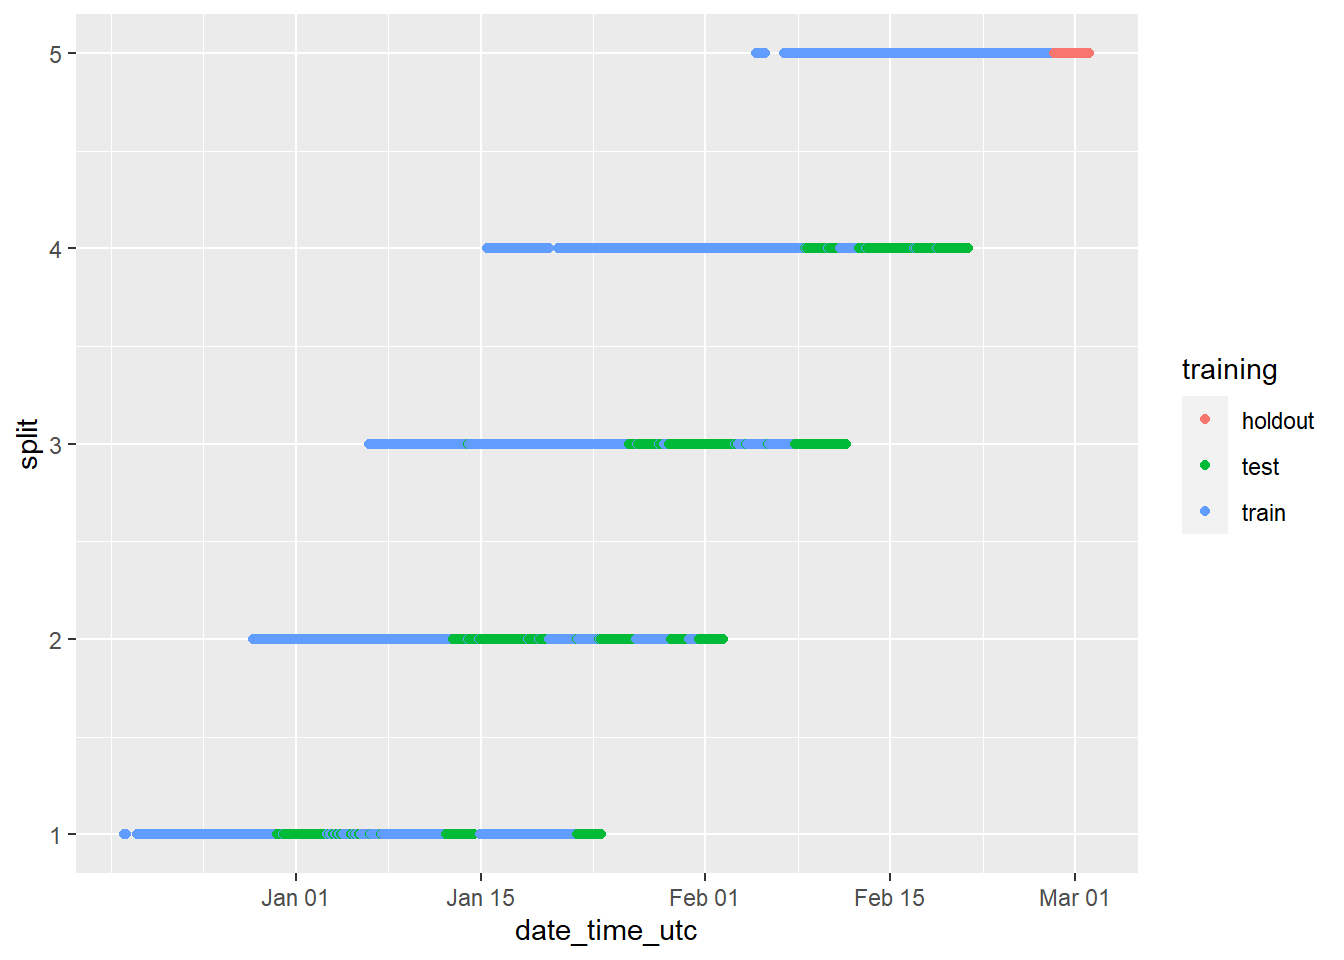 5
4
3
2
1
split
Jan 01
Jan 15
Feb 01
Feb 15
Mar 01
date_time_utc
training
holdout
test
train